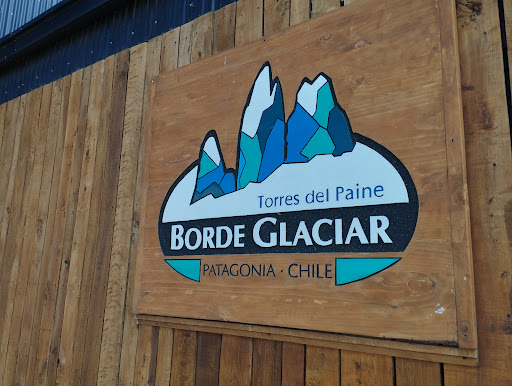 Torres del Paine
BORDE GLACIAR
PATAGONIA · CHILE